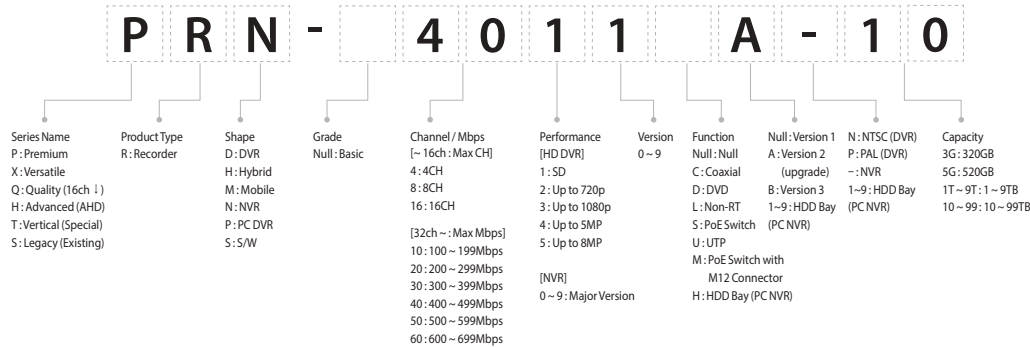 PRN- 4011 A-10
Series Name
P : Premium
X : Versatile
Q : Quality (16ch ↓)
H : Advanced (AHD)
T : Vertical (Special)
S : Legacy (Existing)
Product Type
R : Recorder
Shape
D : DVR
H : Hybrid
M : Mobile
N : NVR
P : PC DVR
S : S/W
Grade
Null : Basic
Channel / Mbps
[~ 16ch : Max CH]
4 : 4CH
8 : 8CH
16 : 16CH
[32ch ~ : Max Mbps]
10 : 100 ~ 199Mbps
20 : 200 ~ 299Mbps
30 : 300 ~ 399Mbps
40 : 400 ~ 499Mbps
50 : 500 ~ 599Mbps
60 : 600 ~ 699Mbps
Performance
[HD DVR]
1 : SD
2 : Up to 720p
3 : Up to 1080p
4 : Up to 5MP
5 : Up to 8MP
[NVR]
0 ~ 9 : Major Version
Version
0 ~ 9
Function
Null : Null
C : Coaxial
D : DVD
L : Non-RT
S : PoE Switch
U : UTP
M : PoE Switch with
M12 Connector
H : HDD Bay (PC NVR)
Null : Version 1
A : Version 2
(upgrade)
B : Version 3
1~9 : HDD Bay
(PC NVR)
N : NTSC (DVR)
P : PAL (DVR)
– : NVR
1~9 : HDD Bay
(PC NVR)
Capacity
3G : 320GB
5G : 520GB
1T ~ 9T : 1 ~ 9TB
10 ~ 99 : 10 ~ 99TB